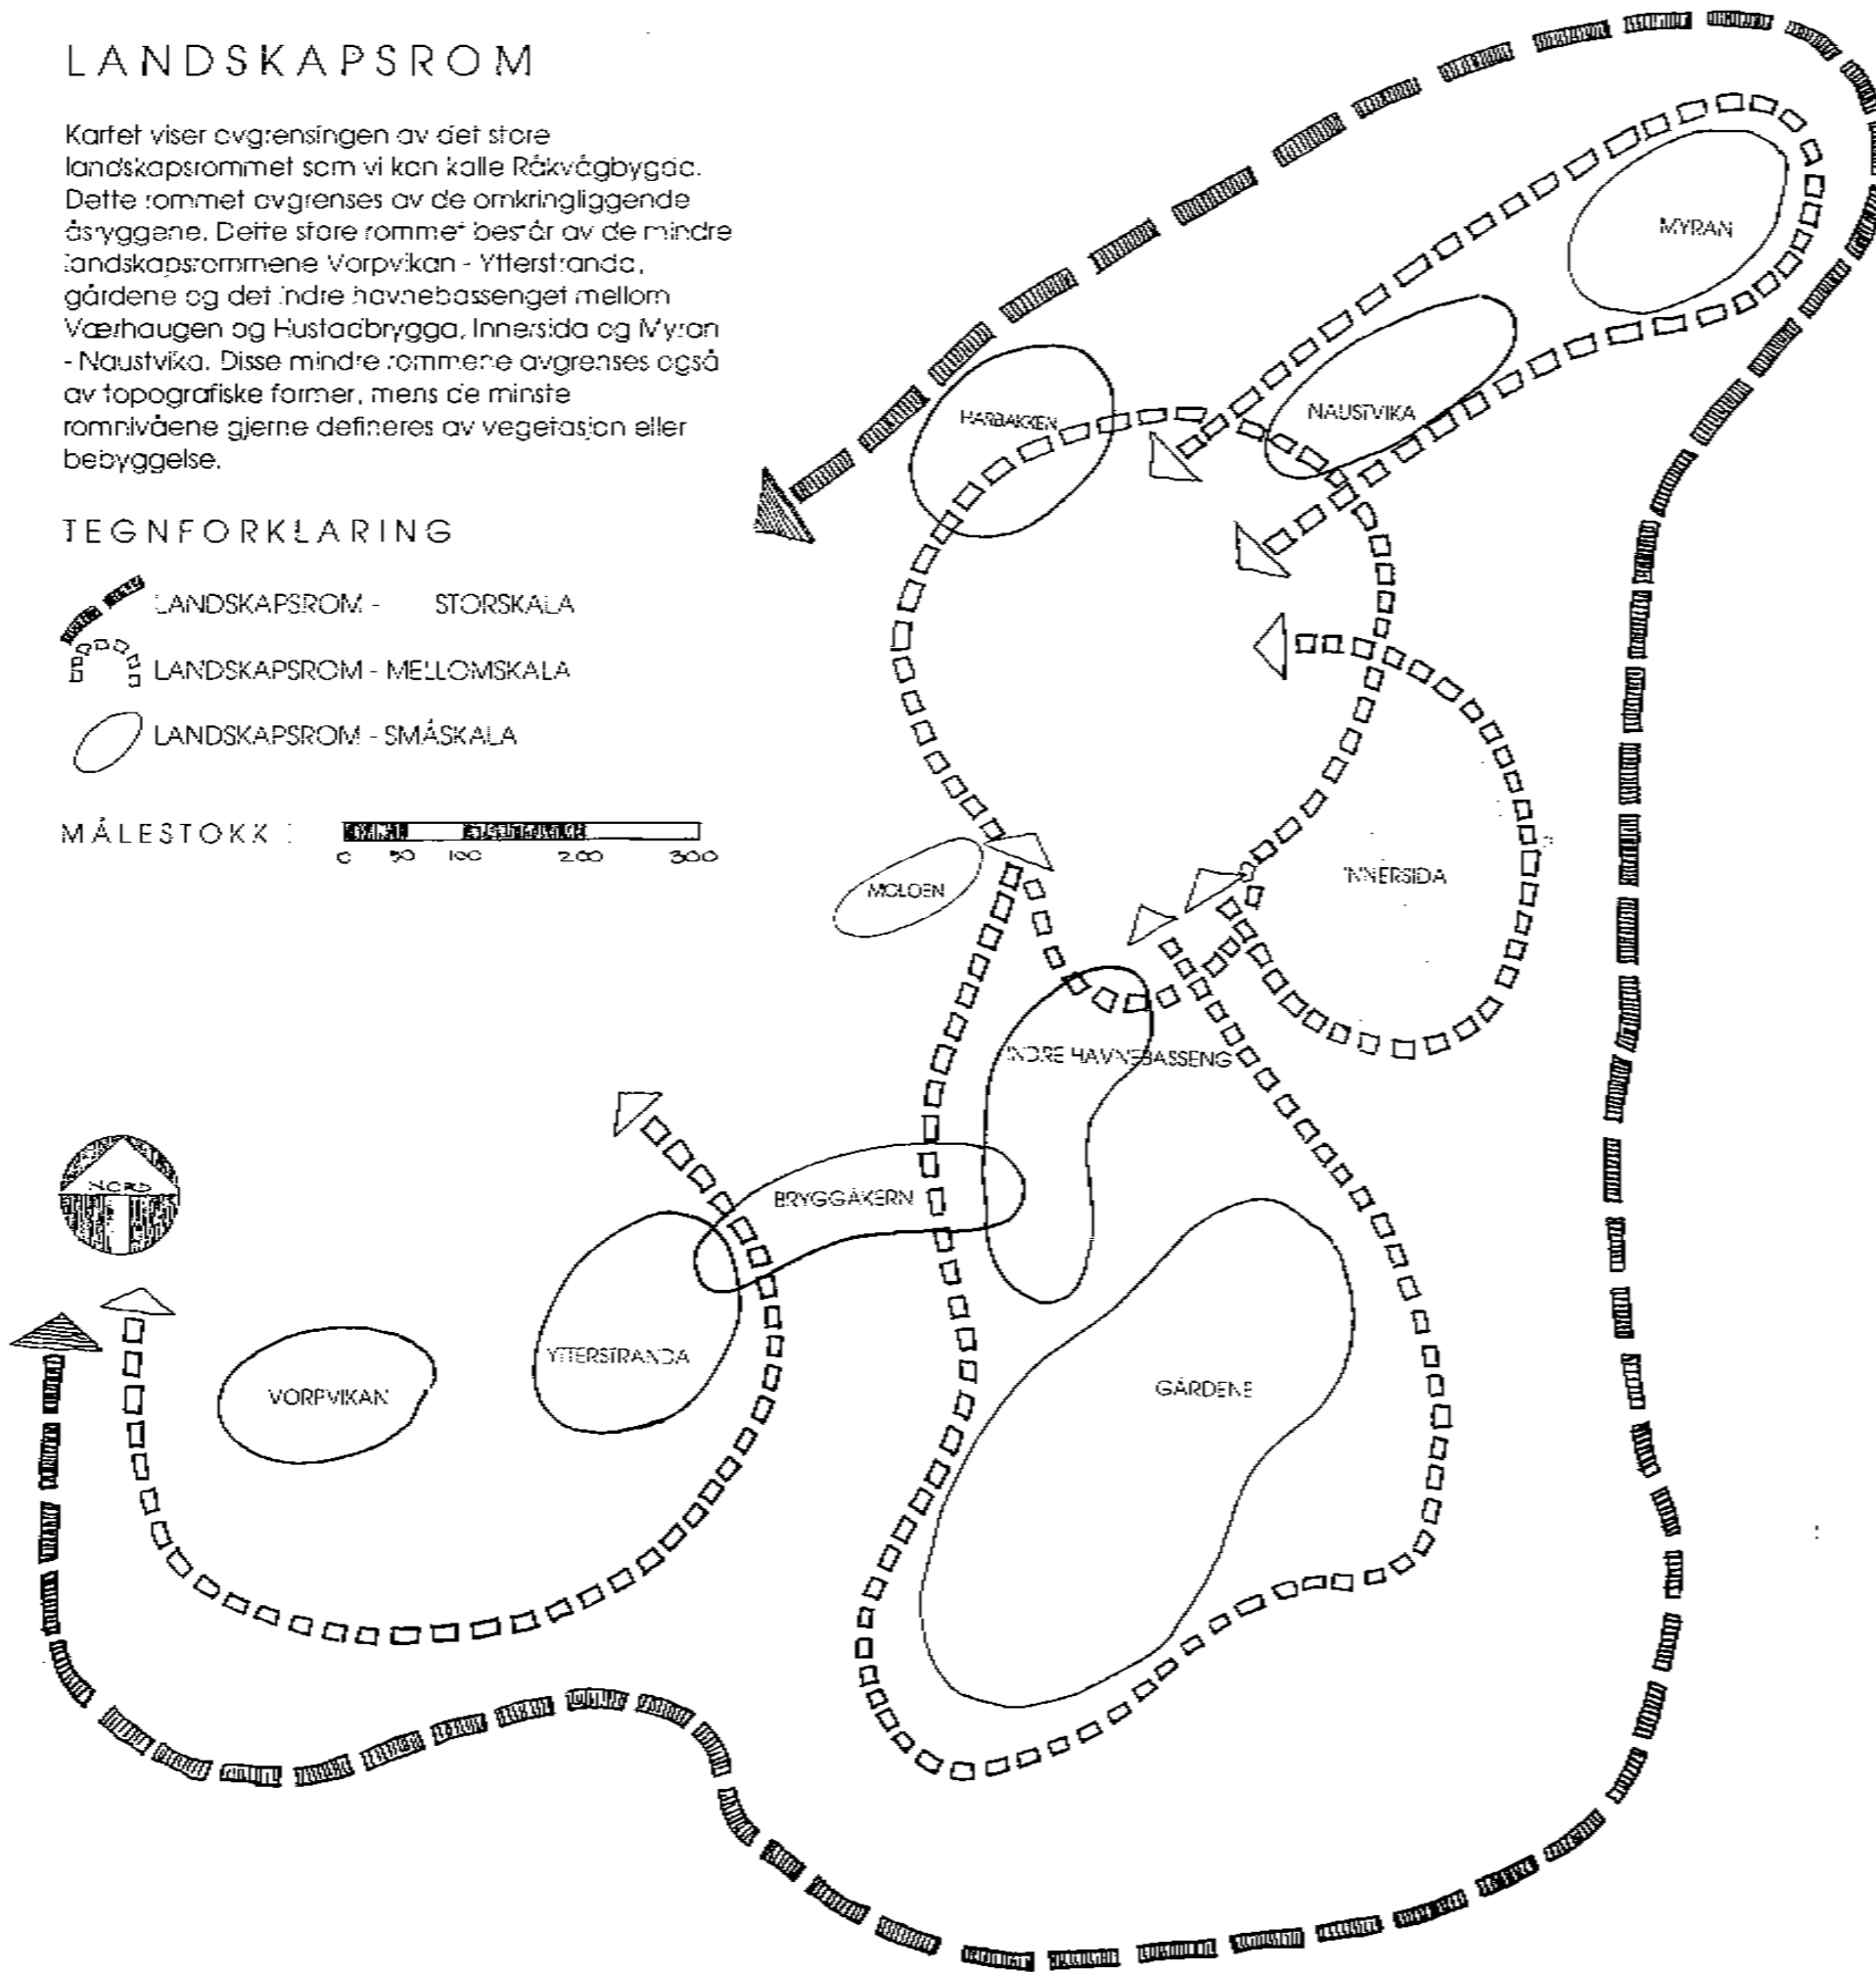 LANDSKAPSROM
Kartet viser avgrensingen av det store
landskapsrommet som vi kan kalle Råkvågbygda.
Dette rommet avgrenses av de omkringliggende
åsryggene. Dette store rommet består av de mindre
landskapsrommene Vorpvikan - Ytterstranda,
gårdene og det indre havnebassenget mellom
Værhaugen og Hustadbrygga, Innersida og Myran
- Naustvika. Disse mindre rommene avgrenses også
av topografiske former, mens de minste
romnivåene gjerne defineres av vegetasjon eller
bebyggelse.
TEGNFORKLARING
LANDSKAPSROM - STORSKALA
LANDSKAPSROM - MELLOMSKALA
LANDSKAPSROM - SMÅSKALA
MÅLESTOKK :
0 50 100 200 300
MYRAN
NAUSTVIKA
HARBAKKEN
INNERSIDA
MOLOEN
INDRE HAVNEBASSENG
NORD
BRYGGÅKERN
YTTERSTRANDA
VORPVIKAN
GÅRDENE